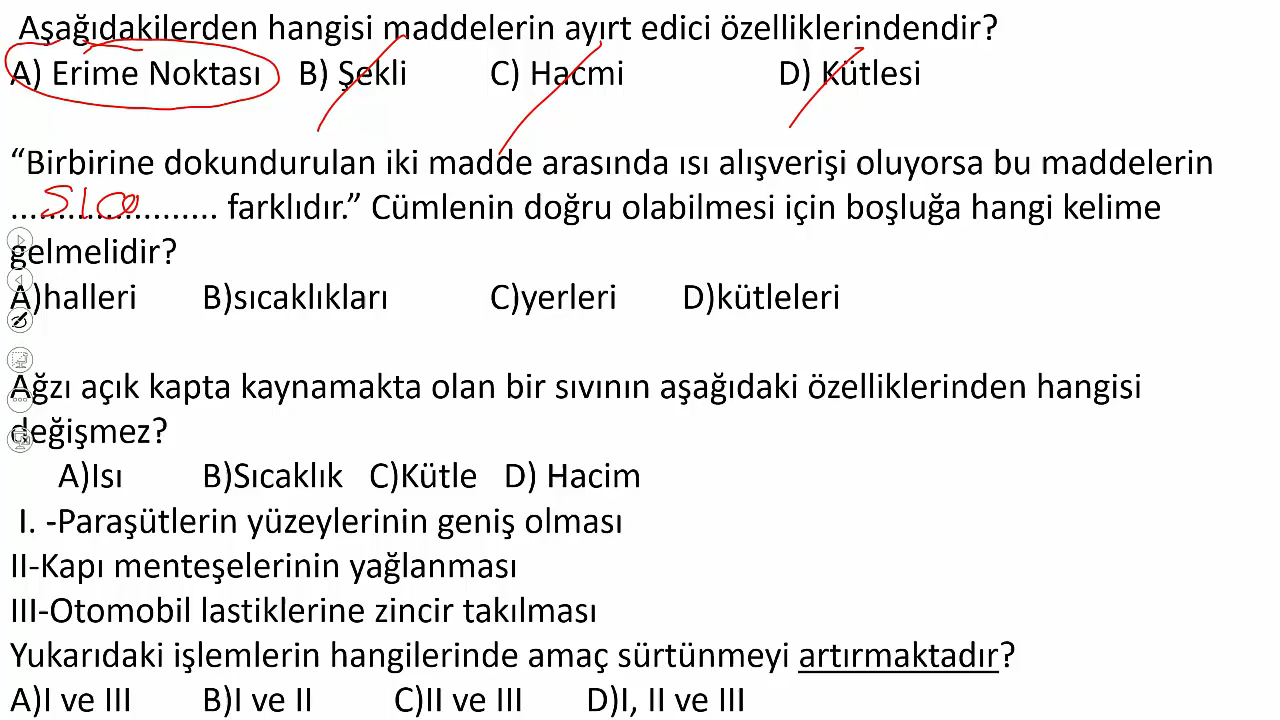 Aşağıdakilerden hangisi maddelerin ayırt edici özelliklerindendir?
A) Erime Noktası B) Şekli C) Hacmi D) Kütlesi
“Birbirine dokundurulan iki madde arasında ısı alışverişi oluyorsa bu maddelerin
...................... farklıdır.” Cümlenin doğru olabilmesi için boşluğa hangi kelime
gelmelidir?
A)halleri B)sıcaklıkları C)yerleri D)kütleleri
Ağzı açık kapta kaynamakta olan bir sıvının aşağıdaki özelliklerinden hangisi
değişmez?
A)Isı B)Sıcaklık C)Kütle D) Hacim
I. -Paraşütlerin yüzeylerinin geniş olması
II-Kapı menteşelerinin yağlanması
III-Otomobil lastiklerine zincir takılması
Yukarıdaki işlemlerin hangilerinde amaç sürtünmeyi artırmaktadır?
A)I ve III B)I ve II C)II ve III D)I, II ve III